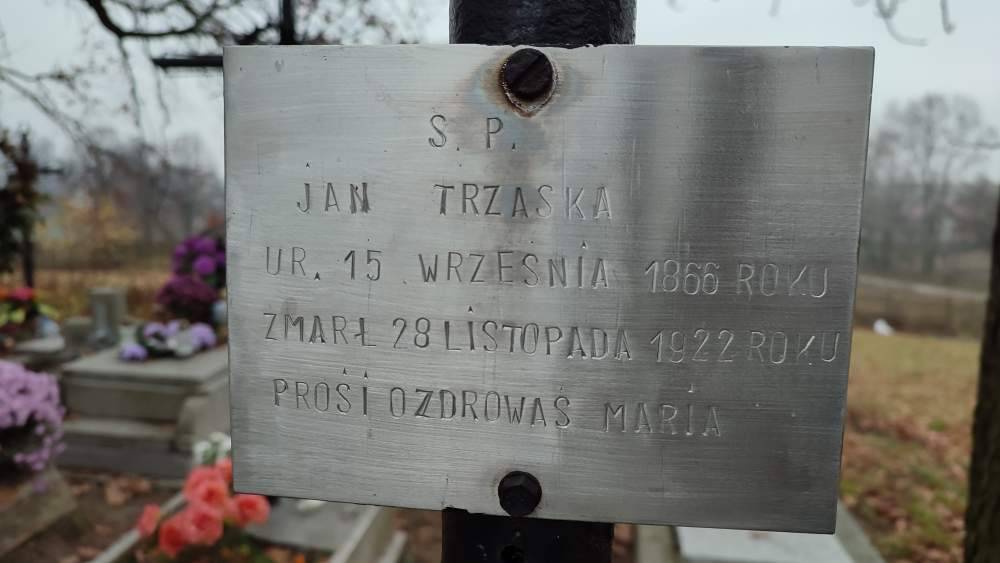 S. P.
JAN TRZASKA
UR. 15 WRZEŚNIA 1866 ROKU
ZMARŁ 28 LISTOPADA 1922 ROKU
PROŚI OZDROWAŚ MARIA